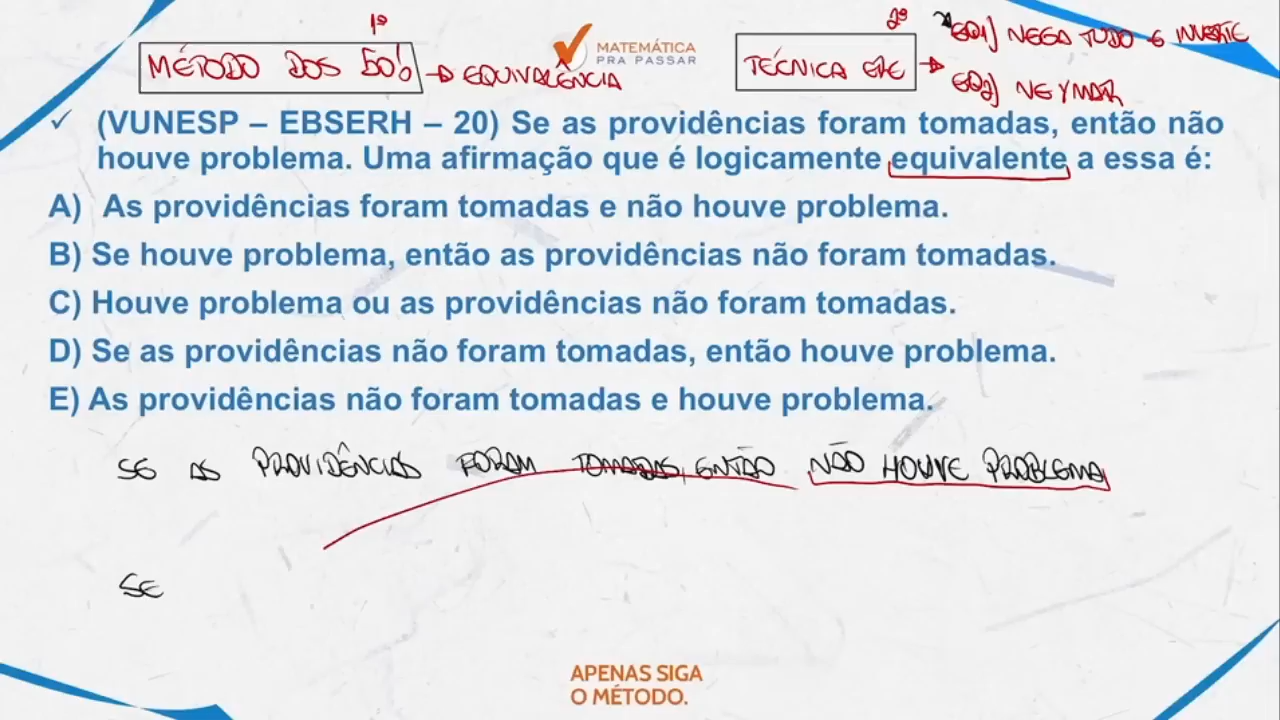 1º
2º
EQ1) NEGA TUDO E INVERTE
MÉTODO DOS 50! → EQUIVALÊNCIA
MATEMÁTICA
PRA PASSAR
TÉCNICA →
EQ2) NEYMAR
✓ (VUNESP – EBSERH – 20) Se as providências foram tomadas, então não
houve problema. Uma afirmação que é logicamente equivalente a essa é:
A) As providências foram tomadas e não houve problema.
B) Se houve problema, então as providências não foram tomadas.
C) Houve problema ou as providências não foram tomadas.
D) Se as providências não foram tomadas, então houve problema.
E) As providências não foram tomadas e houve problema.
SE AS PROVIDÊNCIAS FORAM TOMADAS, ENTÃO NÃO HOUVE PROBLEMA
SE
APENAS SIGA
O MÉTODO.